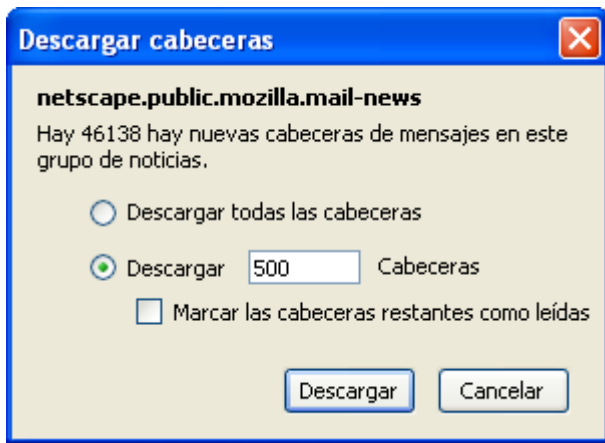 Descargar cabeceras
netscape.public.mozilla.mail-news
Hay 46138 hay nuevas cabeceras de mensajes en este
grupo de noticias.
Descargar todas las cabeceras
Descargar 500 Cabeceras
Marcar las cabeceras restantes como leídas
Descargar Cancelar